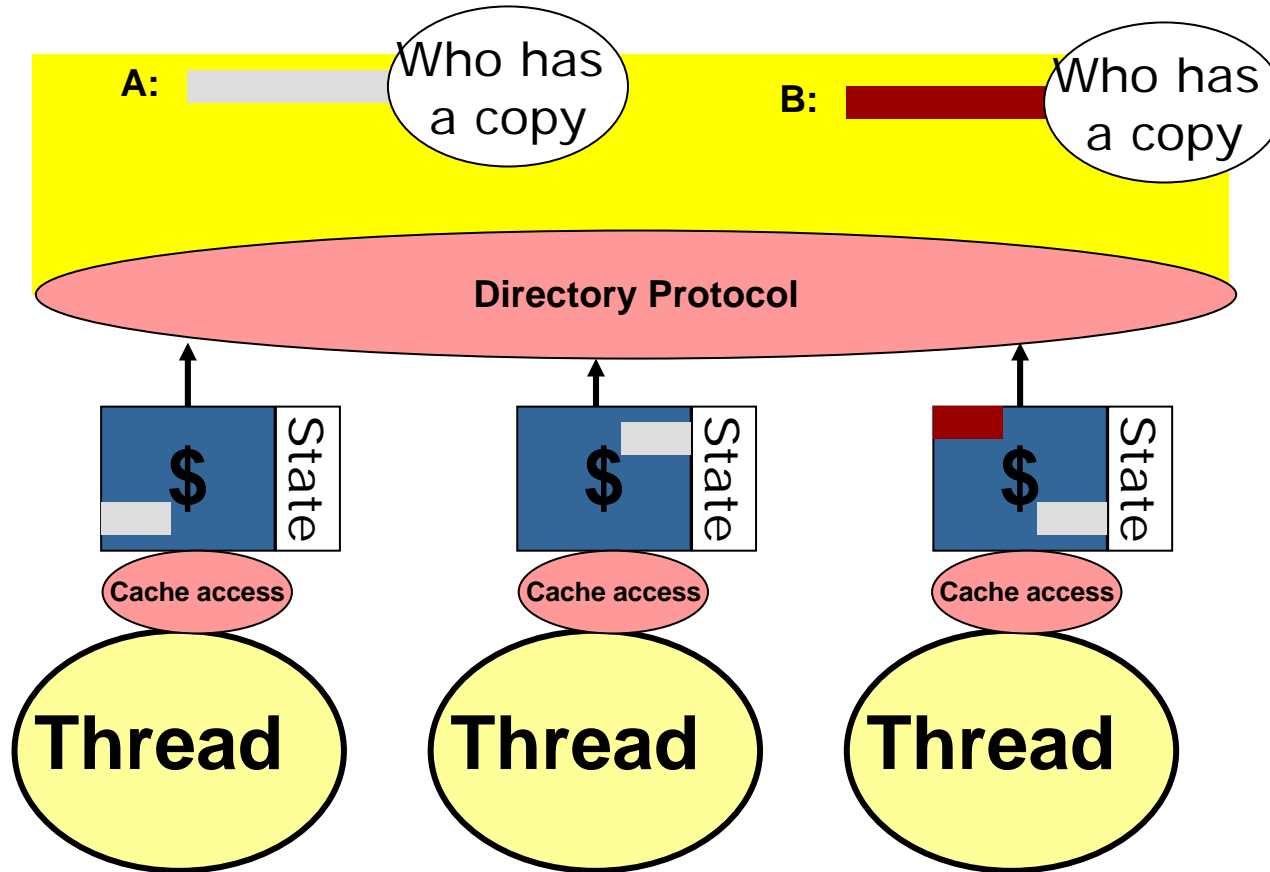 A:
Who has
a copy
B:
Who has
a copy
Directory Protocol
$
State
$
State
$
State
Cache access
Cache access
Cache access
Thread
Thread
Thread